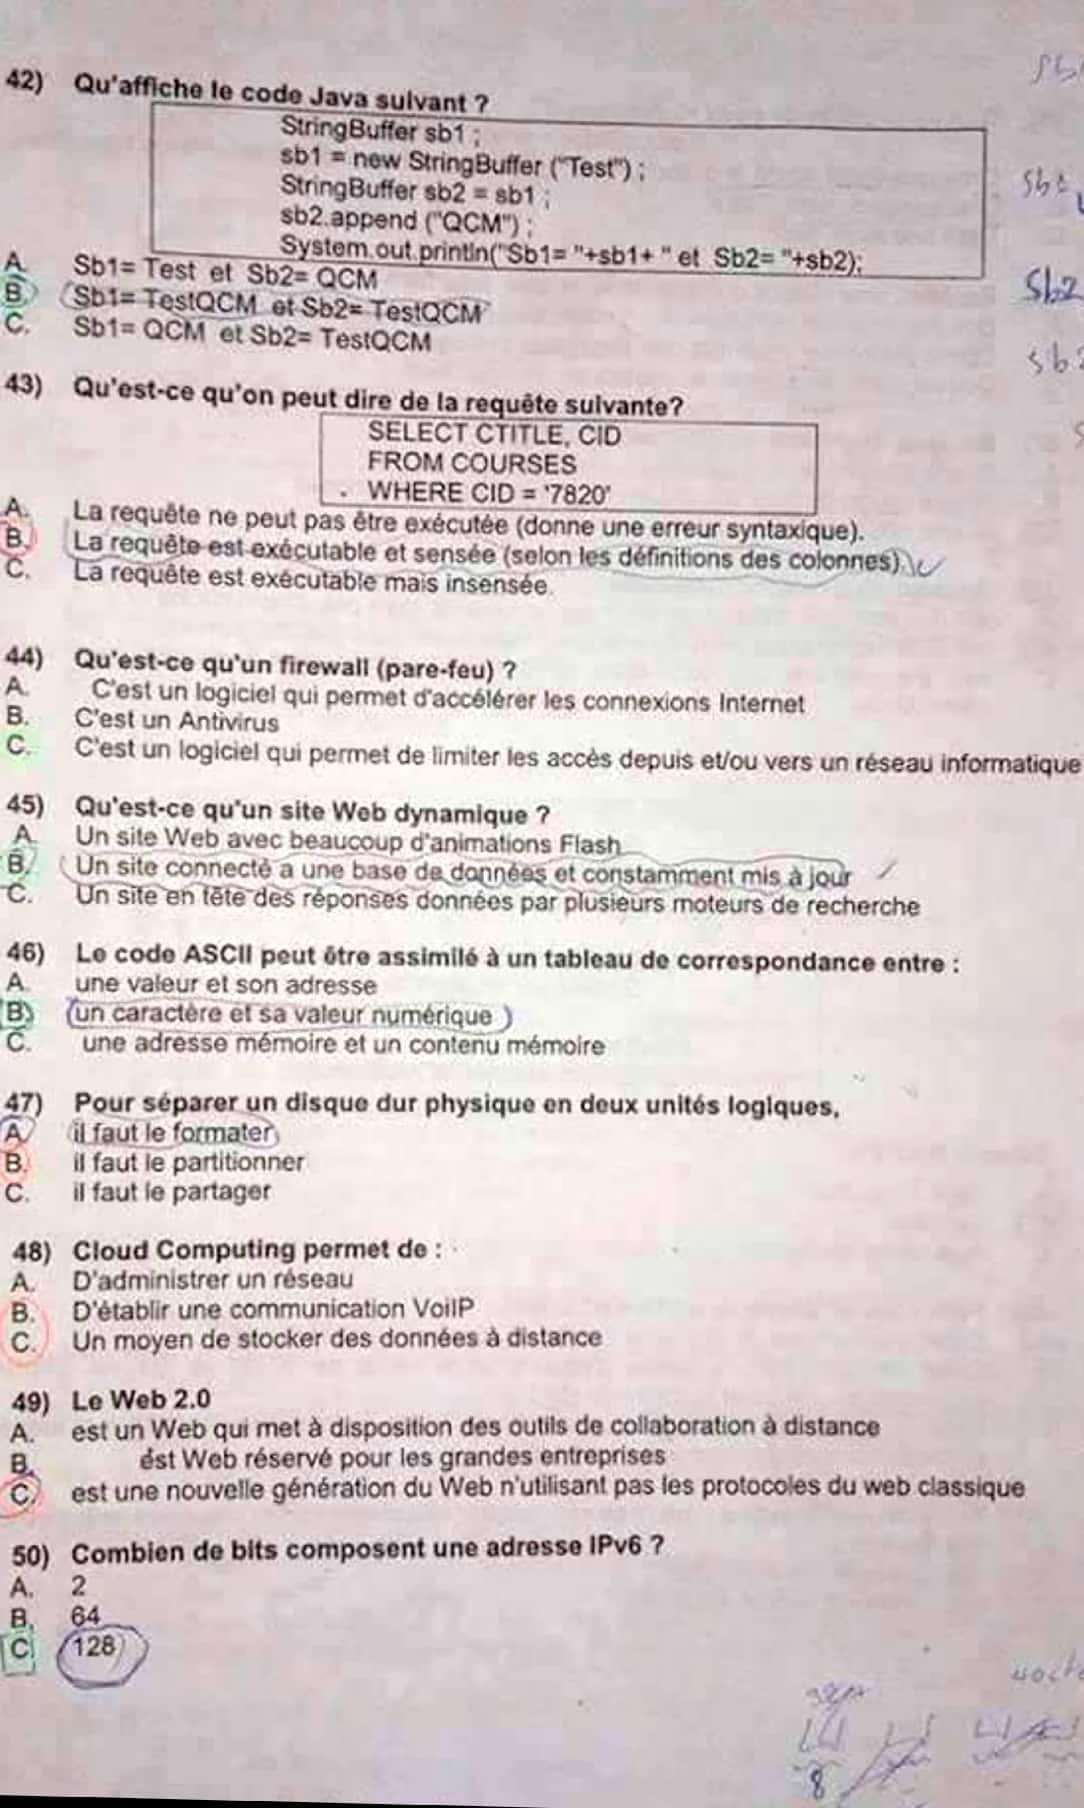 Sb
42) Qu'affiche le code Java suivant ?
StringBuffer sb1 ;
sb1 = new StringBuffer ("Test") ;
StringBuffer sb2 = sb1 ;
sb2.append ("QCM") ;
System.out.println("Sb1= "+sb1+ " et Sb2= "+sb2);
A. Sb1= Test et Sb2= QCM
B. Sb1= TestQCM et Sb2= TestQCM
C. Sb1= QCM et Sb2= TestQCM
Sb2
43) Qu'est-ce qu'on peut dire de la requête suivante?
SELECT CTITLE, CID
FROM COURSES
WHERE CID = '7820'
A. La requête ne peut pas être exécutée (donne une erreur syntaxique).
B. La requête est exécutable et sensée (selon les définitions des colonnes).
C. La requête est exécutable mais insensée.
44) Qu'est-ce qu'un firewall (pare-feu) ?
A. C'est un logiciel qui permet d'accélérer les connexions Internet
B. C'est un Antivirus
C. C'est un logiciel qui permet de limiter les accès depuis et/ou vers un réseau informatique
45) Qu'est-ce qu'un site Web dynamique ?
A. Un site Web avec beaucoup d'animations Flash
B. Un site connecté a une base de données et constamment mis à jour
C. Un site en tête des réponses données par plusieurs moteurs de recherche
46) Le code ASCII peut être assimilé à un tableau de correspondance entre :
A. une valeur et son adresse
B) un caractère et sa valeur numérique
C. une adresse mémoire et un contenu mémoire
47) Pour séparer un disque dur physique en deux unités logiques,
A. il faut le formater
B. il faut le partitionner
C. il faut le partager
48) Cloud Computing permet de :
A. D'administrer un réseau
B. D'établir une communication VoiIP
C. Un moyen de stocker des données à distance
49) Le Web 2.0
A. est un Web qui met à disposition des outils de collaboration à distance
B. est Web réservé pour les grandes entreprises
C. est une nouvelle génération du Web n'utilisant pas les protocoles du web classique
50) Combien de bits composent une adresse IPv6 ?
A. 2
B. 64
C. 128
8